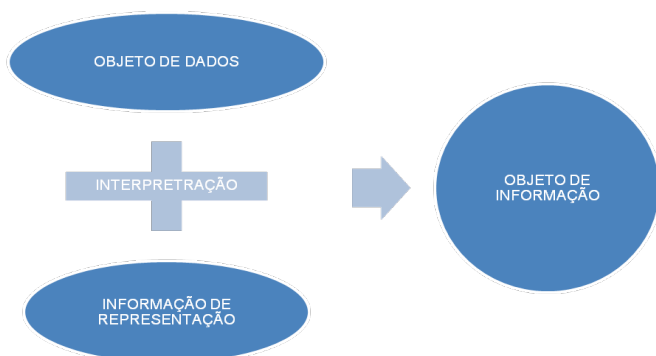 OBJETO DE DADOS
INTERPRETRAÇÃO
INFORMAÇÃO DE
REPRESENTAÇÃO
OBJETO DE
INFORMAÇÃO